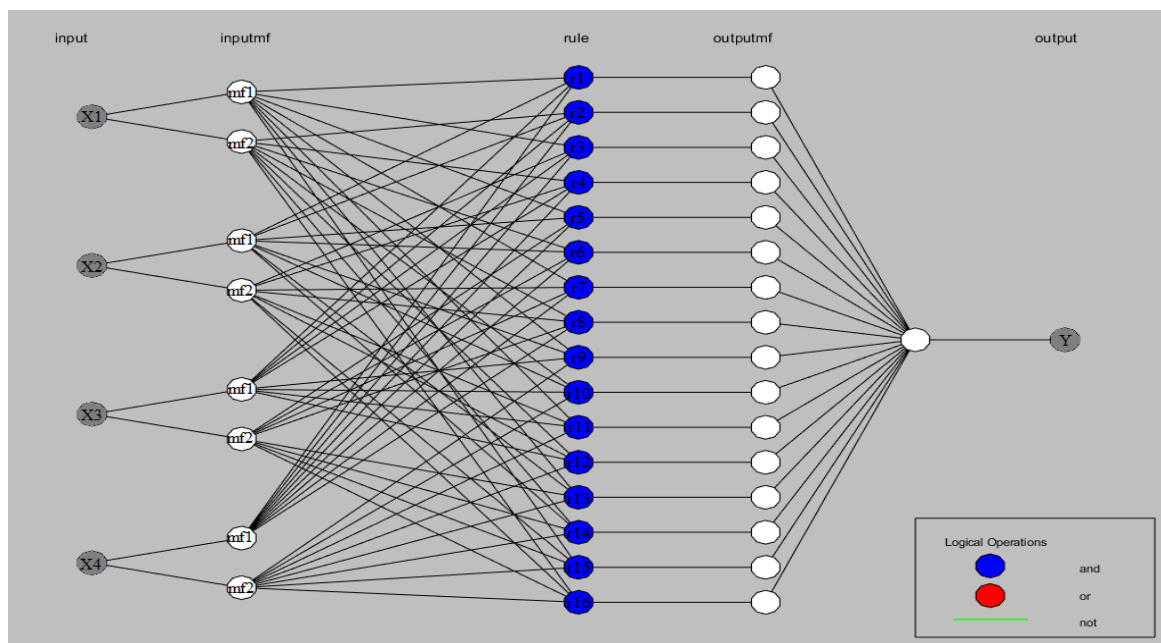 input inputmf rule outputmf output
r1
mf1
r2
X1
mf2
r3
r4
r5
mf1
r6
X2
mf2
r7
r8
Y
r9
mf1
r10
X3
r11
mf2
r12
r13
mf1
r14
Logical Operations
X4
r15
and
mf2
r16
or
not